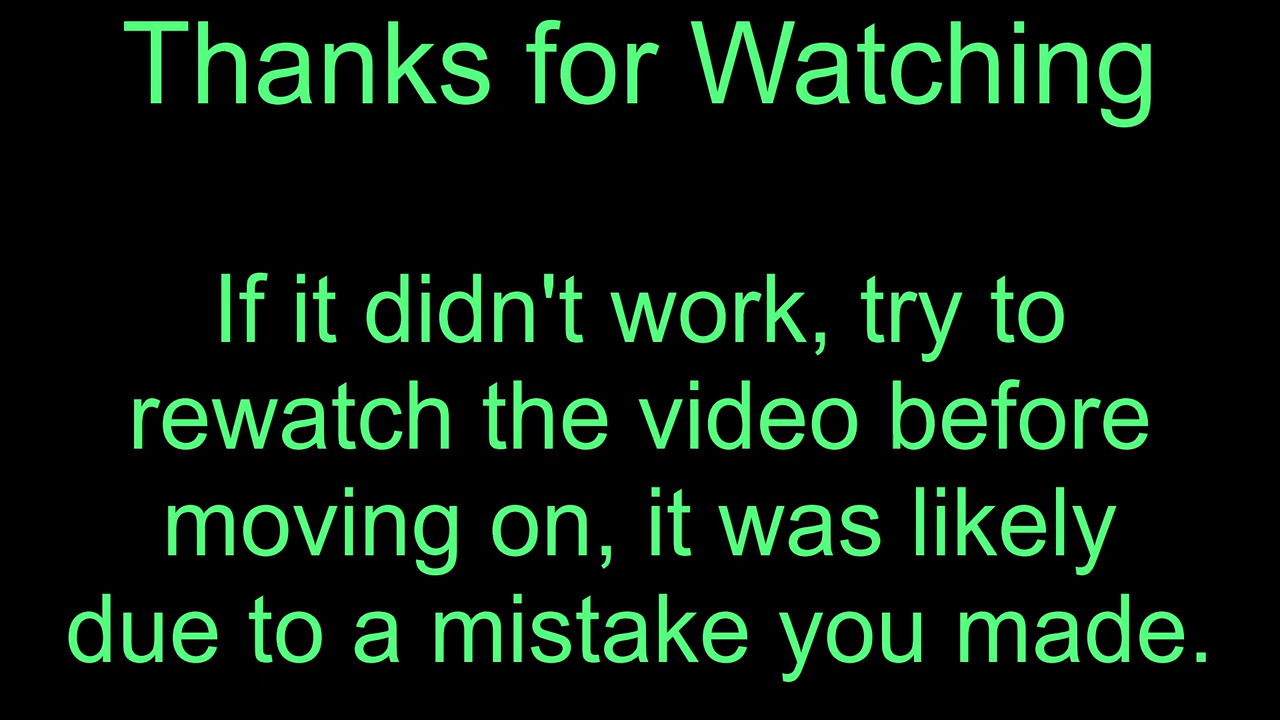 Thanks for Watching
If it didn't work, try to
rewatch the video before
moving on, it was likely
due to a mistake you made.